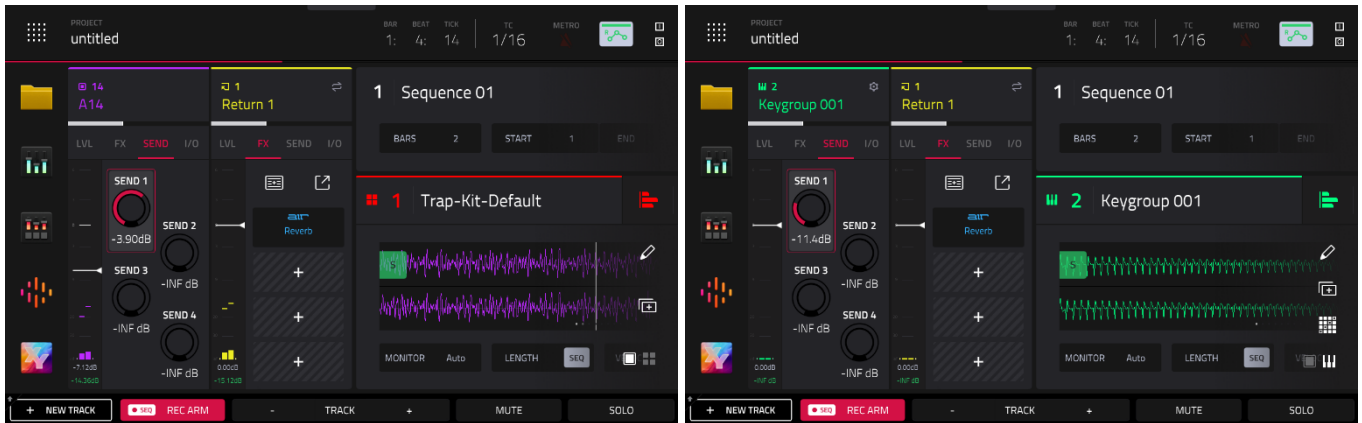 PROJECT
untitled
BAR BEAT TICK TC METRO
1: 4: 14 1/16
14
A14
1
Return 1
1 Sequence 01
BARS 2 START 1 END
LVL FX SEND I/O LVL FX SEND I/O
SEND 1
-3.90dB
SEND 2
-INF dB
SEND 3
-INF dB
SEND 4
-INF dB
air
Reverb
+
+
+
1 Trap-Kit-Default
S
MONITOR Auto LENGTH SEQ
-7.12dB
-14.36dB
0.00dB
-15.12dB
+ NEW TRACK SEQ REC ARM - TRACK + MUTE SOLO
PROJECT
untitled
BAR BEAT TICK TC METRO
1: 4: 14 1/16
2
Keygroup 001
1
Return 1
1 Sequence 01
BARS 2 START 1 END
LVL FX SEND I/O LVL FX SEND I/O
SEND 1
-11.4dB
SEND 2
-INF dB
SEND 3
-INF dB
SEND 4
-INF dB
air
Reverb
+
+
+
2 Keygroup 001
S
MONITOR Auto LENGTH SEQ
0.00dB
-INF dB
0.00dB
-INF dB
+ NEW TRACK SEQ REC ARM - TRACK + MUTE SOLO